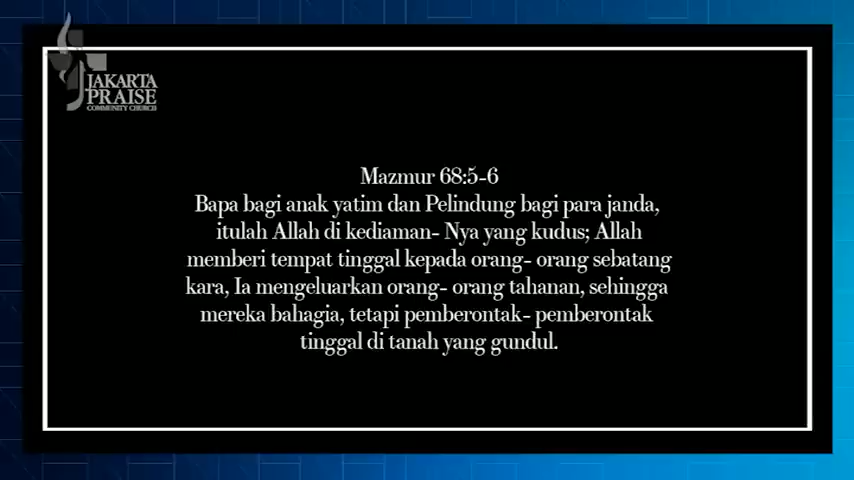 JAKARTA
PRAISE
COMMUNITY CHURCH
Mazmur 68:5-6
Bapa bagi anak yatim dan Pelindung bagi para janda,
itulah Allah di kediaman- Nya yang kudus; Allah
memberi tempat tinggal kepada orang- orang sebatang
kara, Ia mengeluarkan orang- orang tahanan, sehingga
mereka bahagia, tetapi pemberontak- pemberontak
tinggal di tanah yang gundul.